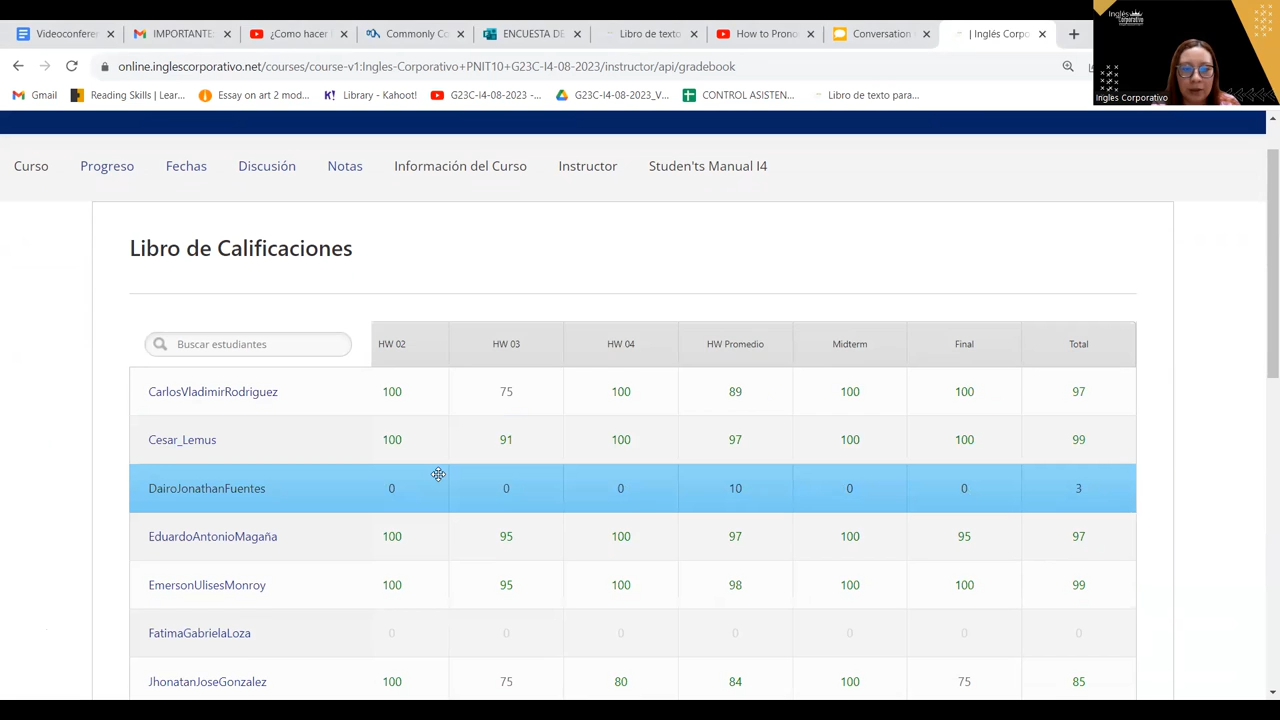 Videoconfere
IMPORTANTE:
¿Como hacer
Commonly Co
ENCUESTA DE
Libro de texto
How to Prono
Conversation
| Inglés Corpo
online.inglescorporativo.net/courses/course-v1:Ingles-Corporativo+PNIT10+G23C-I4-08-2023/instructor/api/gradebook
Gmail
Reading Skills | Lear...
Essay on art 2 mod...
Library - Kano
G23C-I4-08-2023 -...
G23C-I4-08-2023_V...
CONTROL ASISTEN...
Libro de texto para...
Inglés
Corporativo
Ingles Corporativo
Curso Progreso Fechas Discusión Notas Información del Curso Instructor Studen'ts Manual I4
Libro de Calificaciones
Buscar estudiantes HW 02 HW 03 HW 04 HW Promedio Midterm Final Total
CarlosVladimirRodriguez 100 75 100 89 100 100 97
Cesar_Lemus 100 91 100 97 100 100 99
DairoJonathanFuentes 0 0 0 10 0 0 3
EduardoAntonioMagaña 100 95 100 97 100 95 97
EmersonUlisesMonroy 100 95 100 98 100 100 99
FatimaGabrielaLoza 0 0 0 0 0 0 0
JhonatanJoseGonzalez 100 75 80 84 100 75 85